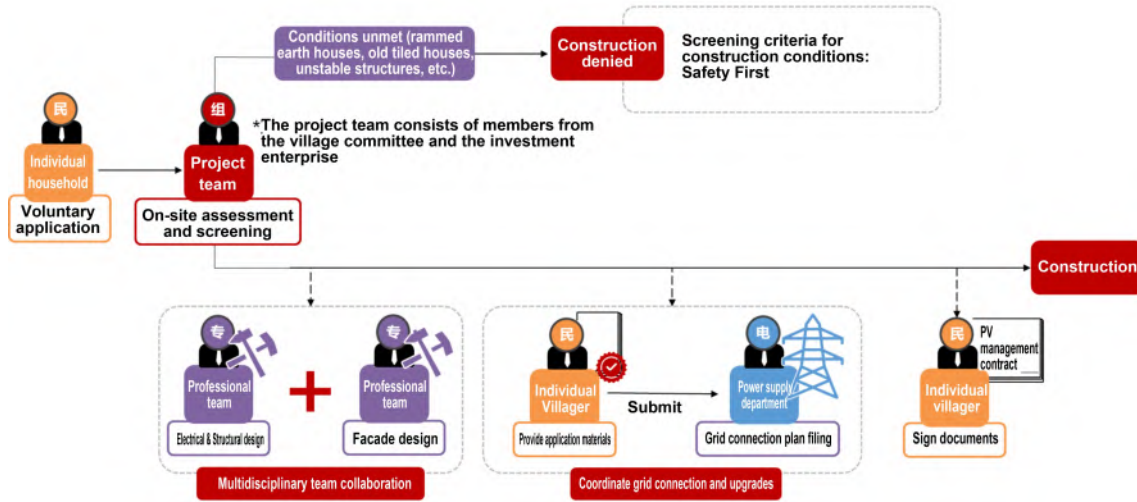 Conditions unmet (rammed
earth houses, old tiled houses,
unstable structures, etc.)
Construction
denied
Screening criteria for
construction conditions:
Safety First
民
Individual
household
Voluntary
application
组
Project
team
On-site assessment
and screening
*The project team consists of members from
the village committee and the investment
enterprise
Construction
专
Professional
team
Electrical & Structural design
专
Professional
team
Facade design
Multidisciplinary team collaboration
民
Individual
Villager
Provide application materials
Submit
电
Power supply
department
Grid connection plan filing
Coordinate grid connection and upgrades
民
Individual
villager
Sign documents
PV
management
contract